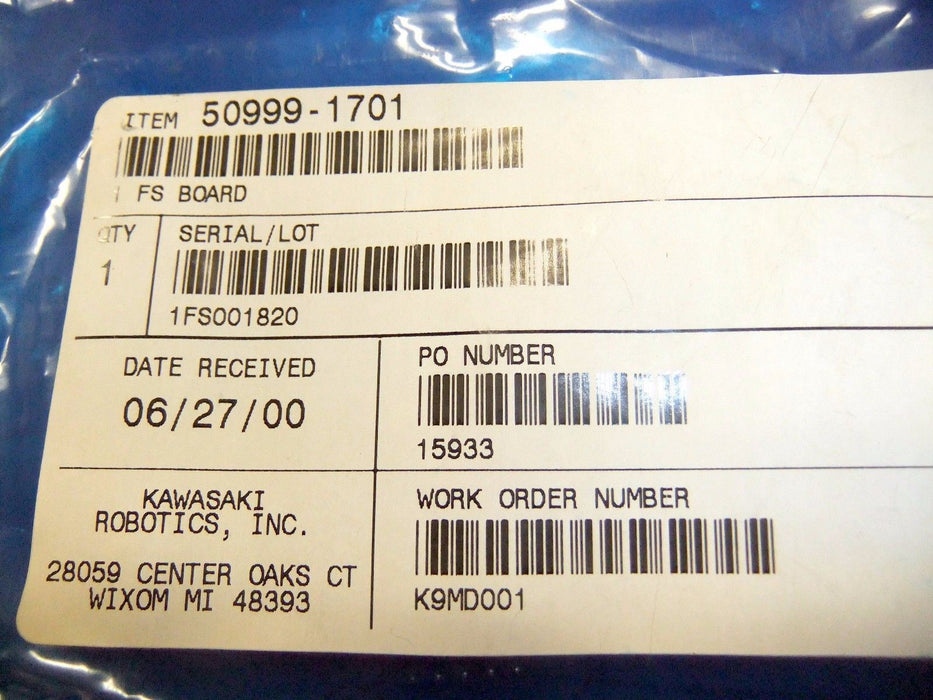 ITEM 50999-1701
1 FS BOARD
QTY
1
SERIAL/LOT
1FS001820
DATE RECEIVED
06/27/00
PO NUMBER
15933
KAWASAKI
ROBOTICS, INC.
28059 CENTER OAKS CT
WIXOM MI 48393
WORK ORDER NUMBER
K9MD001